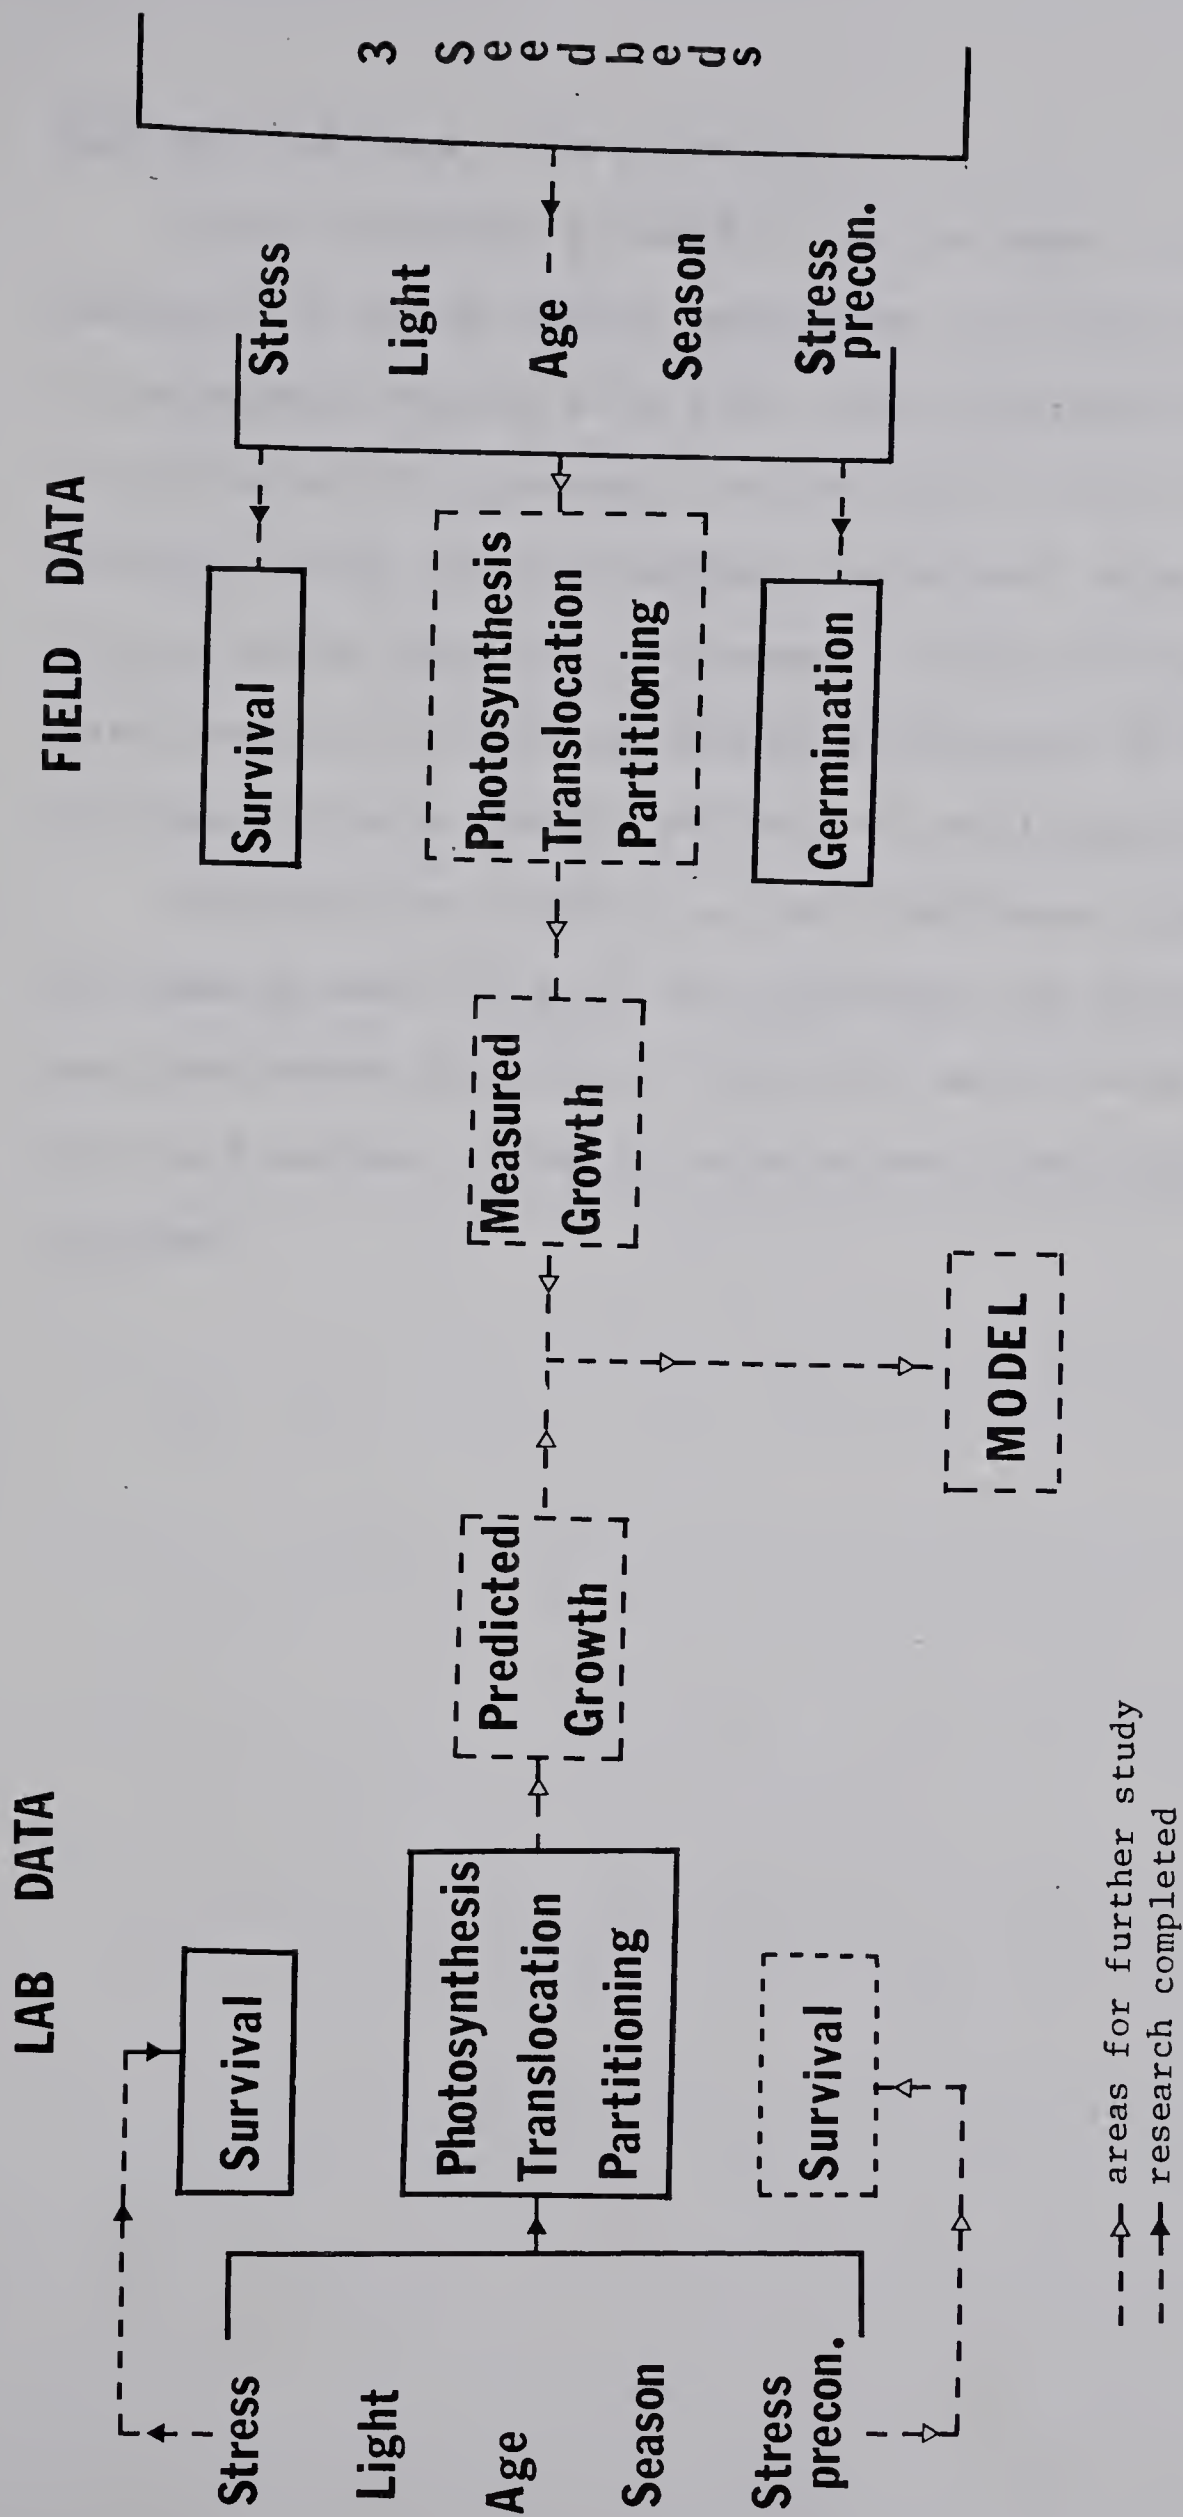 LAB DATA
FIELD DATA
Stress
Light
Age
Season
Stress
precon.
Survival
Photosynthesis
Translocation
Partitioning
Survival
Predicted
Growth
MODEL
Measured
Growth
Survival
Photosynthesis
Translocation
Partitioning
Germination
Stress
Light
Age
Season
Stress
precon.
3 Seedbeds
areas for further study
research completed